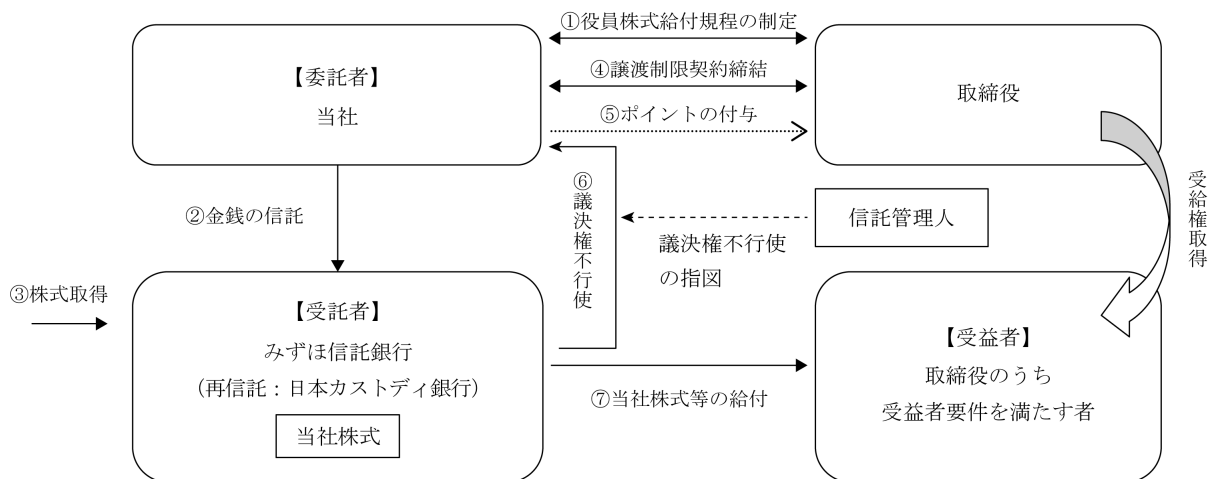 ①役員株式給付規程の制定
【委託者】
当社
④譲渡制限契約締結
取締役
⑤ポイントの付与
②金銭の信託
⑥議決権不行使
信託管理人
議決権不行使
の指図
受給権取得
③株式取得
【受託者】
みずほ信託銀行
(再信託：日本カストディ銀行)
当社株式
⑦当社株式等の給付
【受益者】
取締役のうち
受益者要件を満たす者